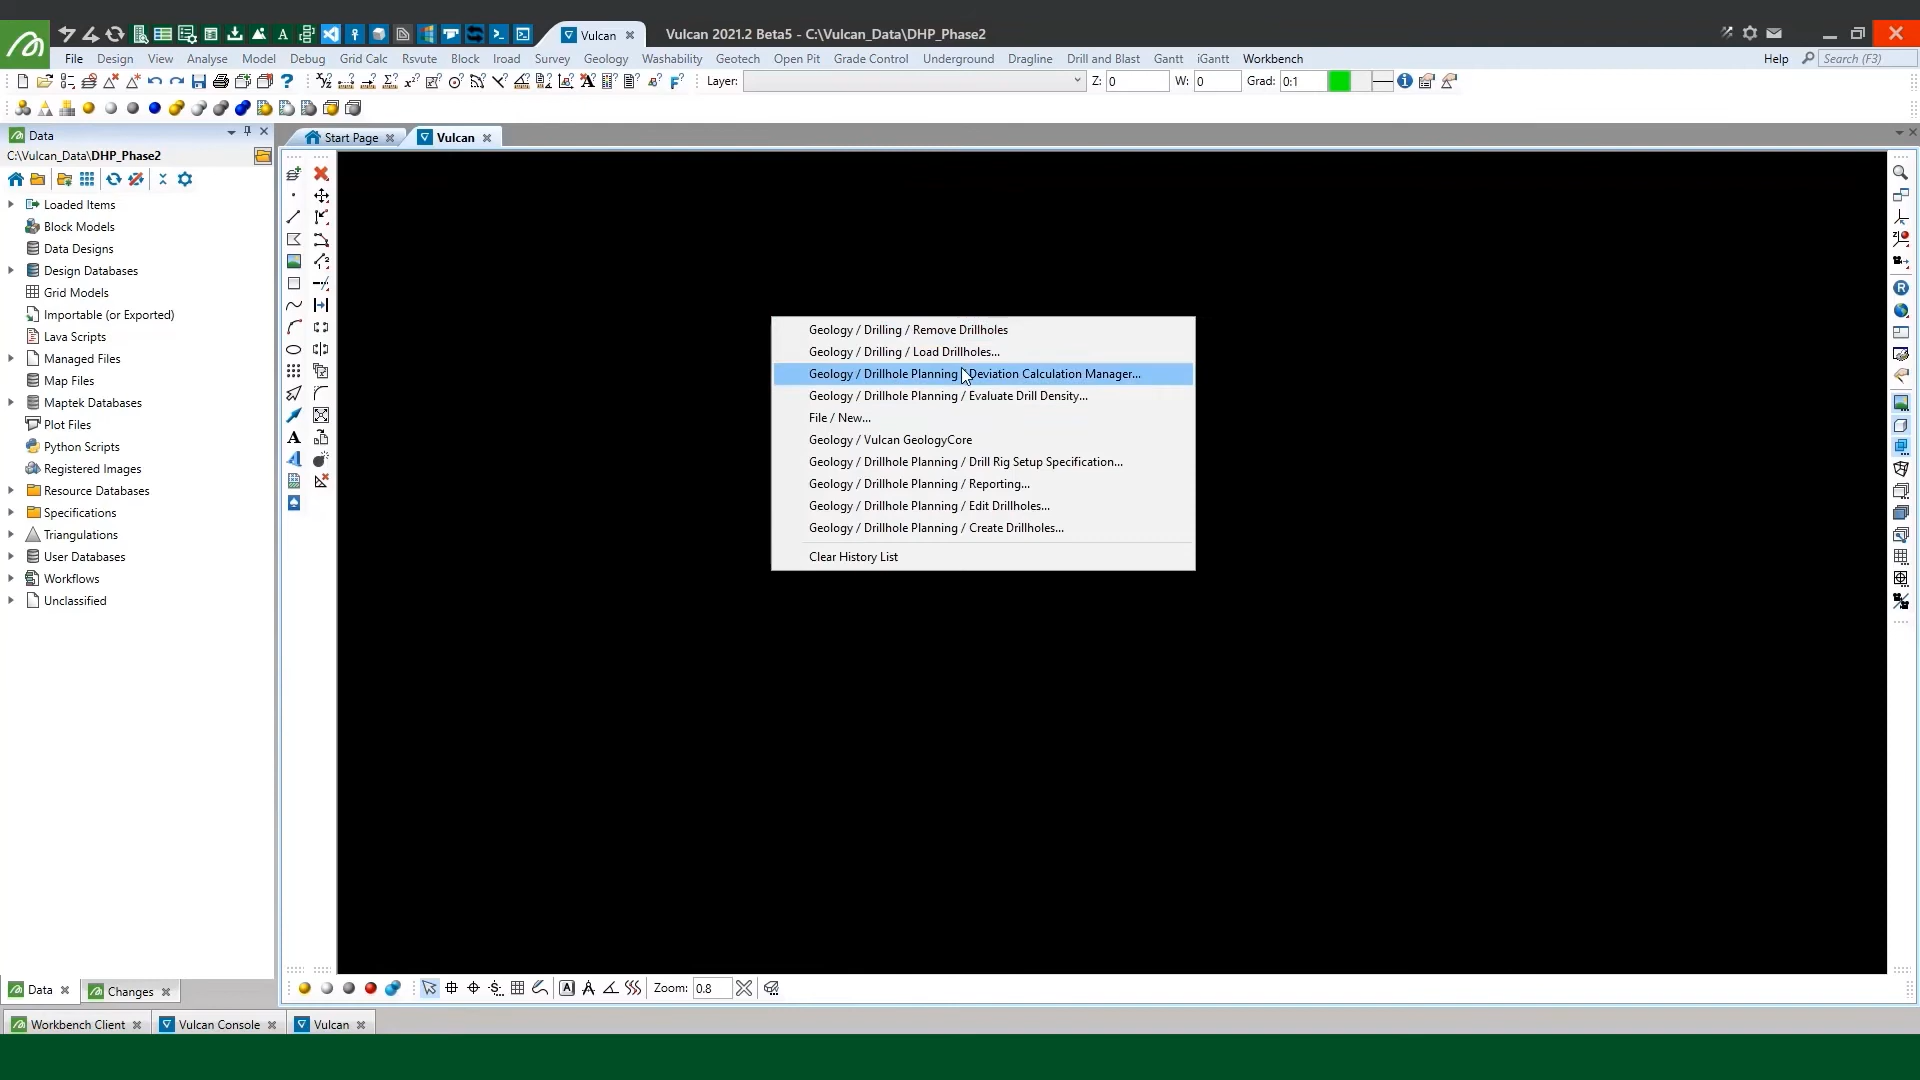 Vulcan
Vulcan 2021.2 Beta5 - C:\Vulcan_Data\DHP_Phase2
File Design View Analyse Model Debug Grid Calc Rsvute Block Iroad Survey Geology Washability Geotech Open Pit Grade Control Underground Dragline Drill and Blast Gantt iGantt Workbench Help Search (F3)
Layer: Z: 0 W: 0 Grad: 0:1
Data
Start Page Vulcan
C:\Vulcan_Data\DHP_Phase2
Loaded Items
Block Models
Data Designs
Design Databases
Grid Models
Importable (or Exported)
Lava Scripts
Managed Files
Map Files
Maptek Databases
Plot Files
Python Scripts
Registered Images
Resource Databases
Specifications
Triangulations
User Databases
Workflows
Unclassified
Geology / Drilling / Remove Drillholes
Geology / Drilling / Load Drillholes...
Geology / Drillhole Planning / Deviation Calculation Manager...
Geology / Drillhole Planning / Evaluate Drill Density...
File / New...
Geology / Vulcan GeologyCore
Geology / Drillhole Planning / Drill Rig Setup Specification...
Geology / Drillhole Planning / Reporting...
Geology / Drillhole Planning / Edit Drillholes...
Geology / Drillhole Planning / Create Drillholes...
Clear History List
Data Changes
Zoom: 0.8
Workbench Client Vulcan Console Vulcan